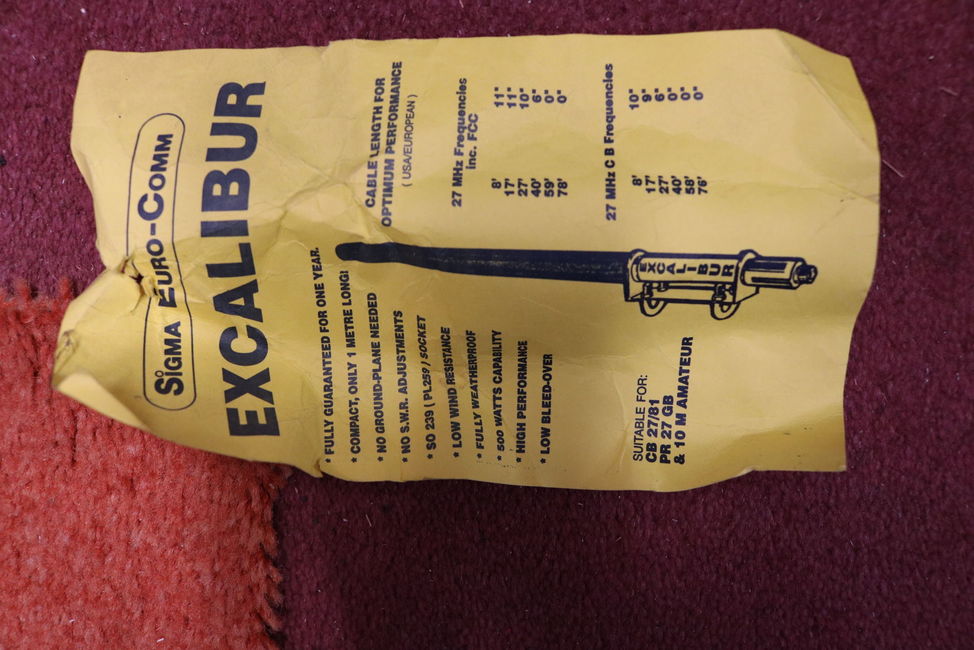 SIGMA EURO-COMM
EXCALIBUR
* FULLY GUARANTEED FOR ONE YEAR.
* COMPACT, ONLY 1 METRE LONG!
* NO GROUND-PLANE NEEDED
* NO S.W.R. ADJUSTMENTS
* SO 239 ( PL259 ) SOCKET
* LOW WIND RESISTANCE
* FULLY WEATHERPROOF
* 500 WATTS CAPABILITY
* HIGH PERFORMANCE
* LOW BLEED-OVER
CABLE LENGTH FOR
OPTIMUM PERFORMANCE
( USA/EUROPEAN )
27 MHz Frequencies
inc. FCC
8' 11"
17' 11"
27' 10"
40' 6"
59' 0"
78' 0"
27 MHz C B Frequencies
8' 10"
17' 9"
27' 6"
40' 0"
58' 0"
76' 0"
EXCALIBUR
SUITABLE FOR:
CB 27/81
PR 27 GB
& 10 M AMATEUR